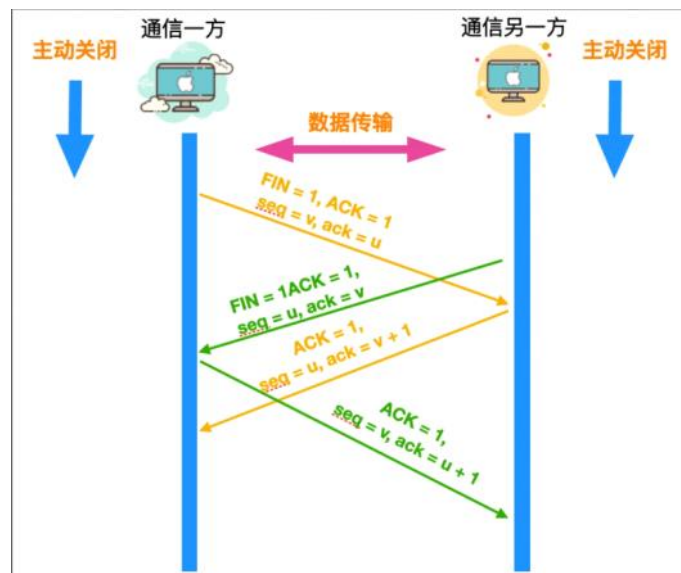 通信一方
通信另一方
主动关闭
主动关闭
数据传输
FIN = 1, ACK = 1
seq = v, ack = u
FIN = 1ACK = 1,
seq = u, ack = v
ACK = 1,
seq = u, ack = v + 1
ACK = 1,
seq = v, ack = u + 1